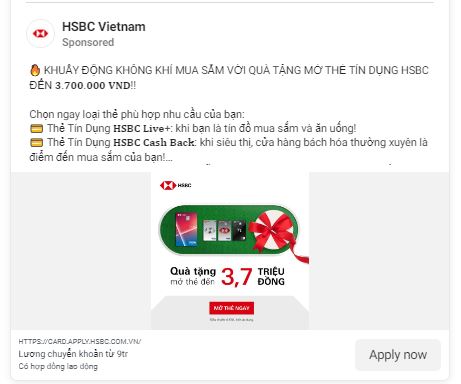 HSBC Vietnam
Sponsored
🔥 KHUẤY ĐỘNG KHÔNG KHÍ MUA SẮM VỚI QUÀ TẶNG MỞ THẺ TÍN DỤNG HSBC
ĐẾN 3.700.000 VND!!
Chọn ngay loại thẻ phù hợp nhu cầu của bạn:
💳 Thẻ Tín Dụng HSBC Live+: khi bạn là tín đồ mua sắm và ăn uống!
💳 Thẻ Tín Dụng HSBC Cash Back: khi siêu thị, cửa hàng bách hóa thường xuyên là
điểm đến mua sắm của bạn!...
HSBC
Quà tặng
mở thẻ đến
3,7 TRIỆU
ĐỒNG
MỞ THẺ NGAY
HTTPS://CARD.APPLY.HSBC.COM.VN/
Lương chuyển khoản từ 9tr
Có hợp đồng lao động
Apply now